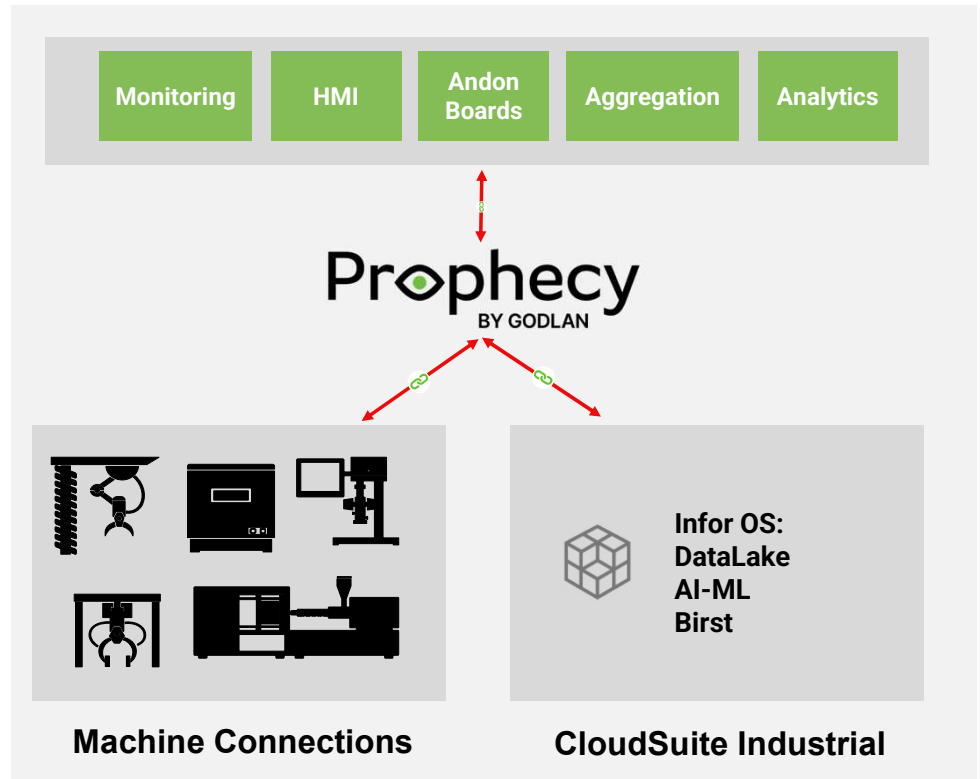 Monitoring
HMI
Andon
Boards
Aggregation
Analytics
Prophecy
BY GODLAN
Infor OS:
DataLake
AI-ML
Birst
Machine Connections
CloudSuite Industrial